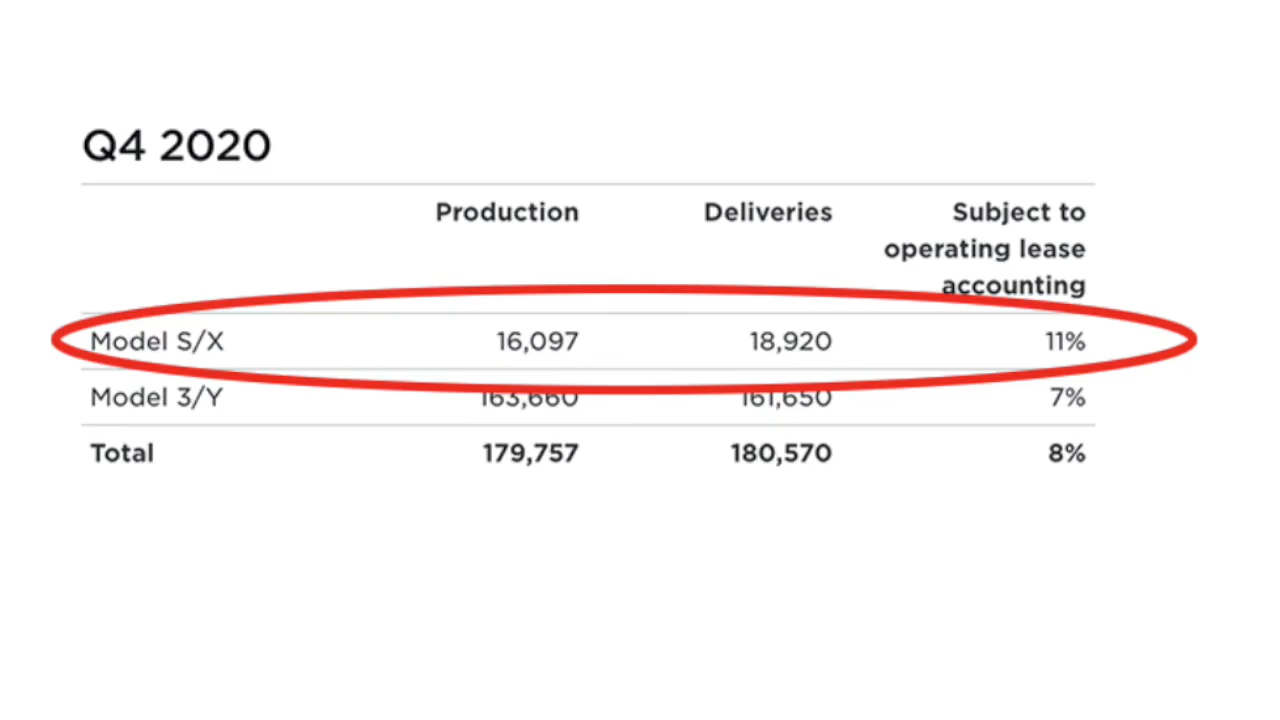 Q4 2020
Production Deliveries Subject to
operating lease
accounting
Model S/X 16,097 18,920 11%
Model 3/Y 163,660 161,650 7%
Total 179,757 180,570 8%